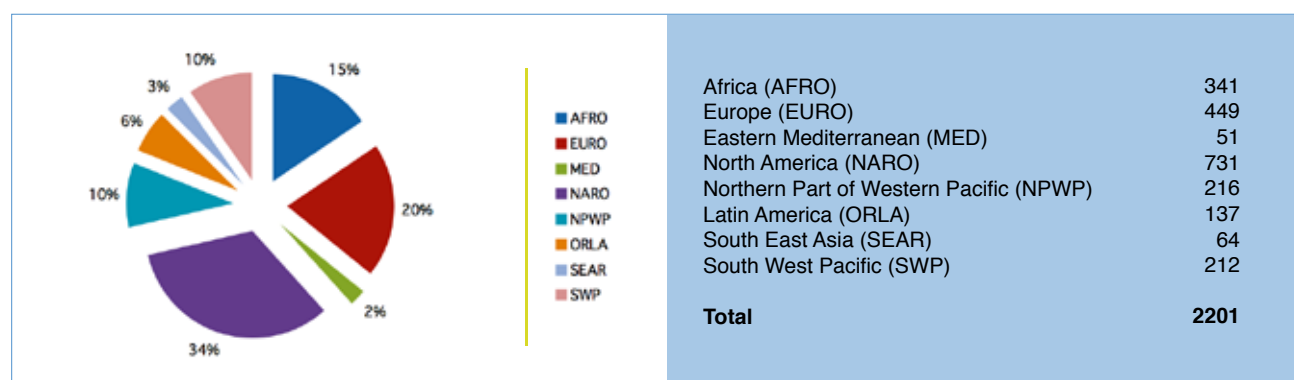 10%
15%
3%
6%
10%
20%
2%
34%
AFRO
EURO
MED
NARO
NPWP
ORLA
SEAR
SWP
Africa (AFRO) 341
Europe (EURO) 449
Eastern Mediterranean (MED) 51
North America (NARO) 731
Northern Part of Western Pacific (NPWP) 216
Latin America (ORLA) 137
South East Asia (SEAR) 64
South West Pacific (SWP) 212
Total 2201